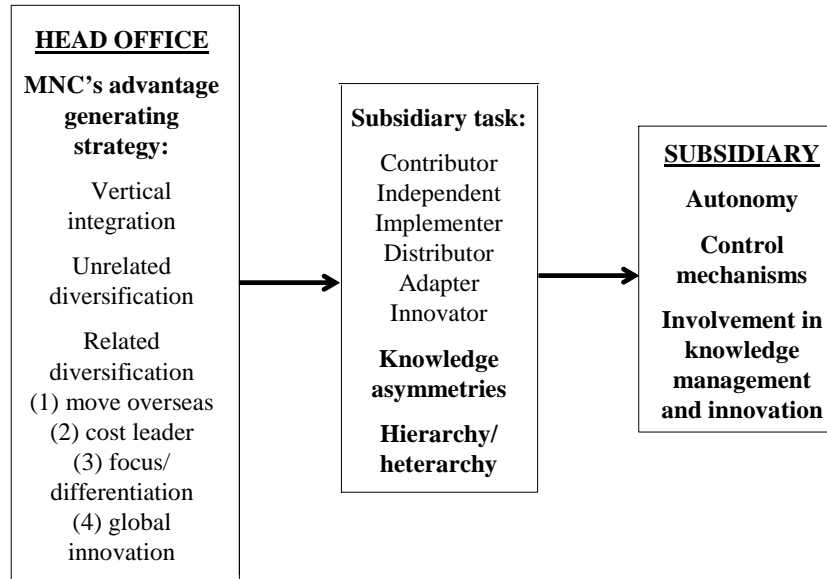 HEAD OFFICE
MNC's advantage
generating
strategy:
Vertical
integration
Unrelated
diversification
Related
diversification
(1) move overseas
(2) cost leader
(3) focus/
differentiation
(4) global
innovation
Subsidiary task:
Contributor
Independent
Implementer
Distributor
Adapter
Innovator
Knowledge
asymmetries
Hierarchy/
heterarchy
SUBSIDIARY
Autonomy
Control
mechanisms
Involvement in
knowledge
management
and innovation